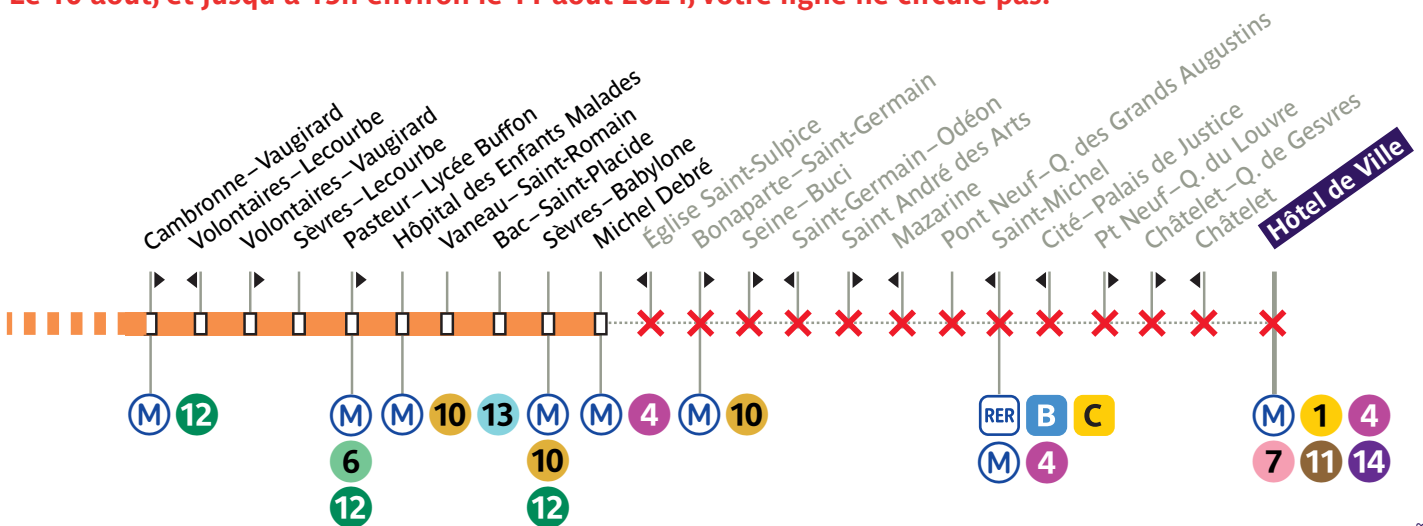 Le 10 août, et jusqu'à 15h environ le 11 août 2024, votre ligne ne circule pas.
Cambronne – Vaugirard
Volontaires – Lecourbe
Volontaires – Vaugirard
Sèvres – Lecourbe
Pasteur – Lycée Buffon
Hôpital des Enfants Malades
Vaneau – Saint-Romain
Bac – Saint-Placide
Sèvres – Babylone
Michel Debré
Église Saint-Sulpice
Bonaparte – Saint-Germain
Seine – Buci
Saint-Germain – Odéon
Saint André des Arts
Mazarine
Pont Neuf – Q. des Grands Augustins
Saint-Michel
Cité – Palais de Justice
Pt Neuf – Q. du Louvre
Châtelet – Q. de Gesvres
Châtelet
Hôtel de Ville
M 12
M
6
12
M 10 13
M
10
12
M 4
M 10
RER B C
M 4
M 1 4
7 11 14